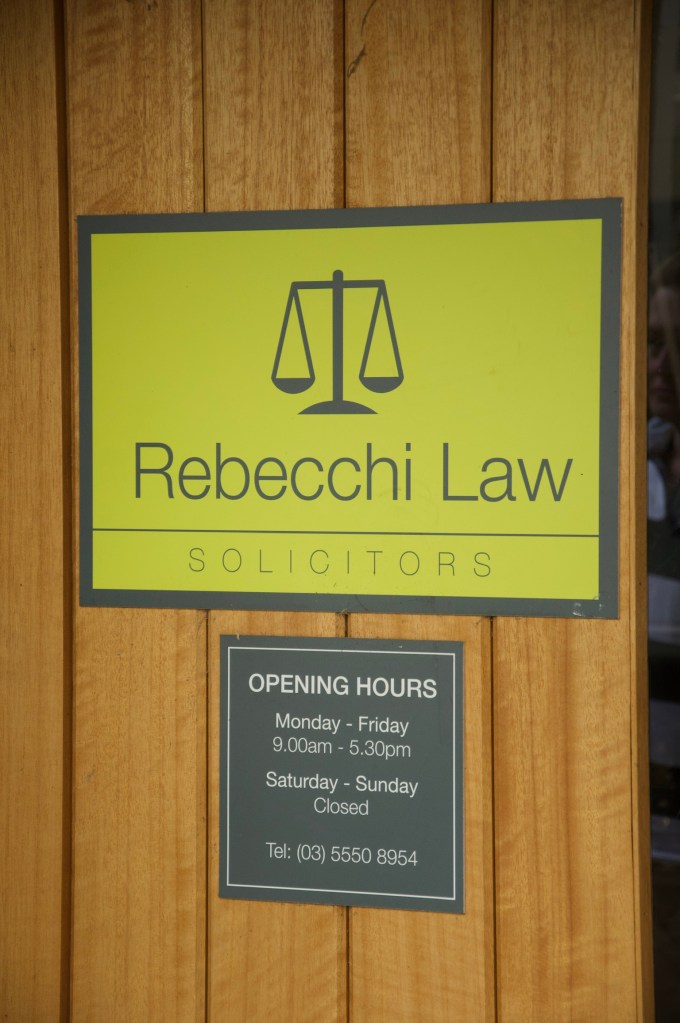 Rebecchi Law
SOLICITORS
OPENING HOURS
Monday - Friday
9.00am - 5.30pm
Saturday - Sunday
Closed
Tel: (03) 5550 8954